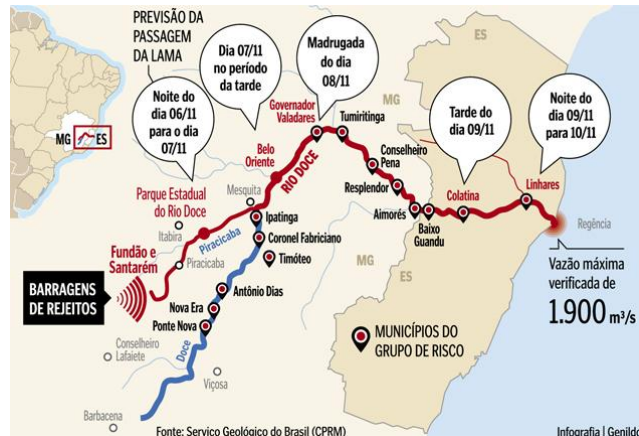 PREVISÃO DA
PASSAGEM
DA LAMA
Noite do
dia 06/11
para o dia
07/11
Dia 07/11
no período
da tarde
Madrugada
do dia
08/11
Tarde do
dia 09/11
Noite do
dia 09/11
para 10/11
MG
ES
MG
ES
MG
ES
Governador
Valadares
Tumiritinga
Belo
Oriente
RIO DOCE
Conselheiro
Pena
Resplendor
Aimorés
Baixo
Guandu
Colatina
Linhares
Regência
Mesquita
Parque Estadual
do Rio Doce
Ipatinga
Itabira
Piracicaba
Coronel Fabriciano
Fundão e
Santarém
Piracicaba
Timóteo
BARRAGENS
DE REJEITOS
Antônio Dias
Nova Era
Ponte Nova
Conselheiro
Lafaiete
Doce
Viçosa
Barbacena
Vazão máxima
verificada de
1.900 m³/s
MUNICÍPIOS DO
GRUPO DE RISCO
Fonte: Serviço Geológico do Brasil (CPRM)
Infografia | Genildo